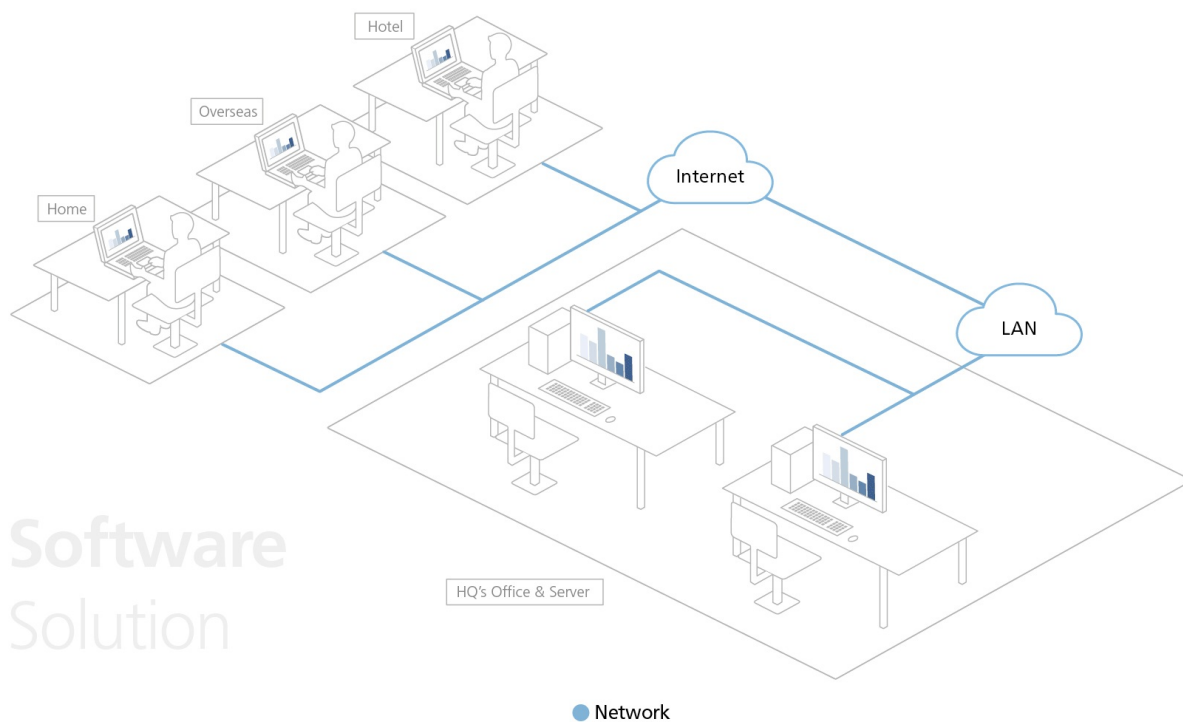 Hotel
Overseas
Home
Internet
LAN
HQ's Office & Server
Software
Solution
Network